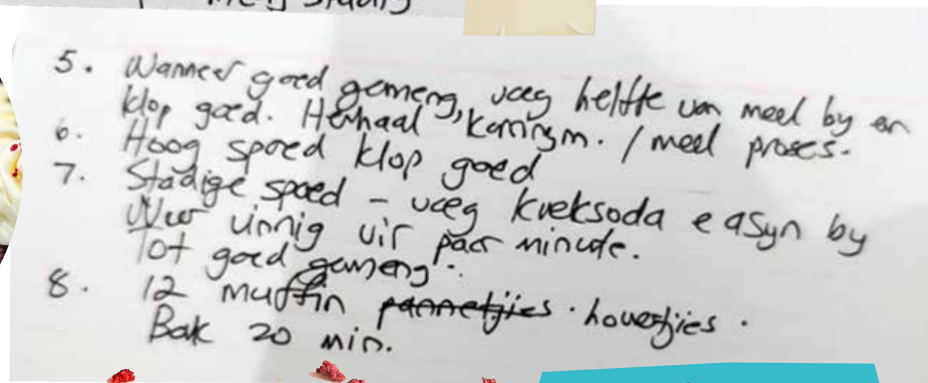 5. Wanneer goed gemeng, voeg helfte van meel by en
klop goed. Herhaal karringm. / meel proses.
6. Hoog spoed klop goed
7. Stadige spoed - voeg koeksoda e asyn by
Weer vinnig vir paar minute.
Tot goed gemeng.
8. 12 muffin pannetjies. houertjies.
Bak 20 min.